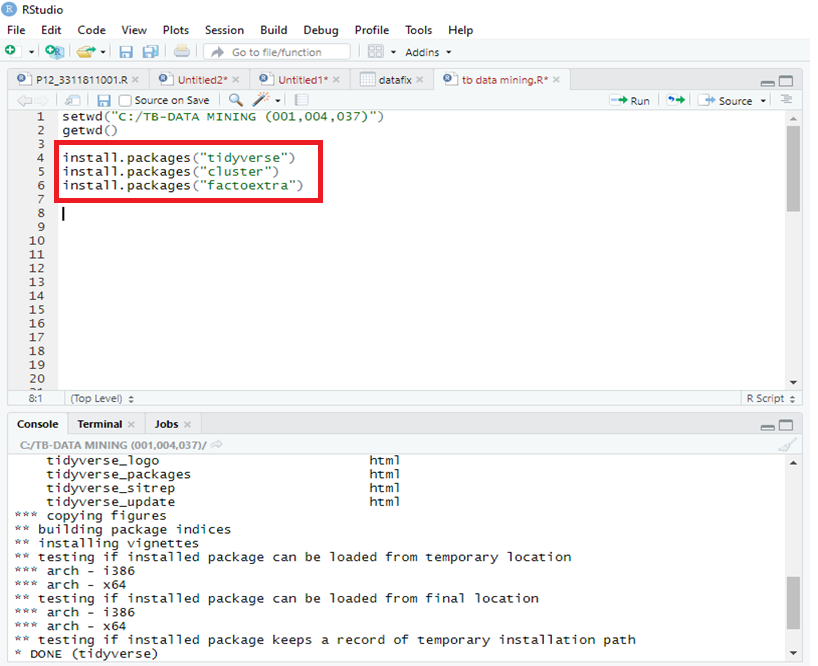 RStudio
File Edit Code View Plots Session Build Debug Profile Tools Help
Go to file/function Addins
P12_3311811001.R Untitled2* Untitled1* datafix tb data mining.R*
Source on Save Run Source
1 setwd("C:/TB-DATA MINING (001,004,037)")
2 getwd()
3
4 install.packages("tidyverse")
5 install.packages("cluster")
6 install.packages("factoextra")
7
8
9
10
11
12
13
14
15
16
17
18
19
20
8:1 (Top Level) R Script
Console Terminal Jobs
C:/TB-DATA MINING (001,004,037)/
tidyverse_logo html
tidyverse_packages html
tidyverse_sitrep html
tidyverse_update html
*** copying figures
** building package indices
** installing vignettes
** testing if installed package can be loaded from temporary location
*** arch - i386
*** arch - x64
** testing if installed package can be loaded from final location
*** arch - i386
*** arch - x64
** testing if installed package keeps a record of temporary installation path
* DONE (tidyverse)